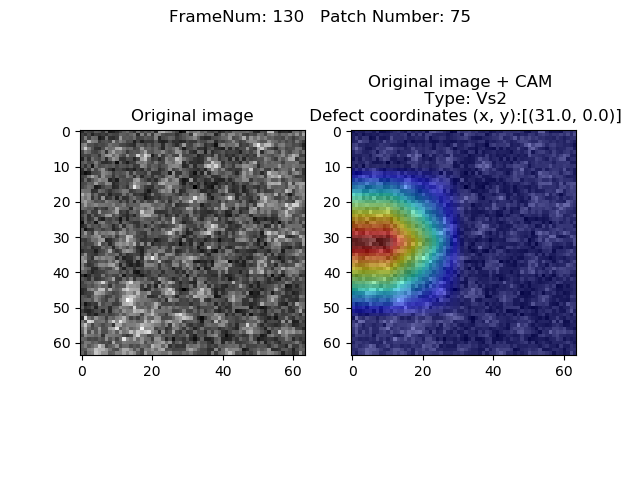 FrameNum: 130   Patch Number: 75
Original image
0
10
20
30
40
50
60
0 20 40 60
Original image + CAM
Type: Vs2
Defect coordinates (x, y):[(31.0, 0.0)]
0
10
20
30
40
50
60
0 20 40 60